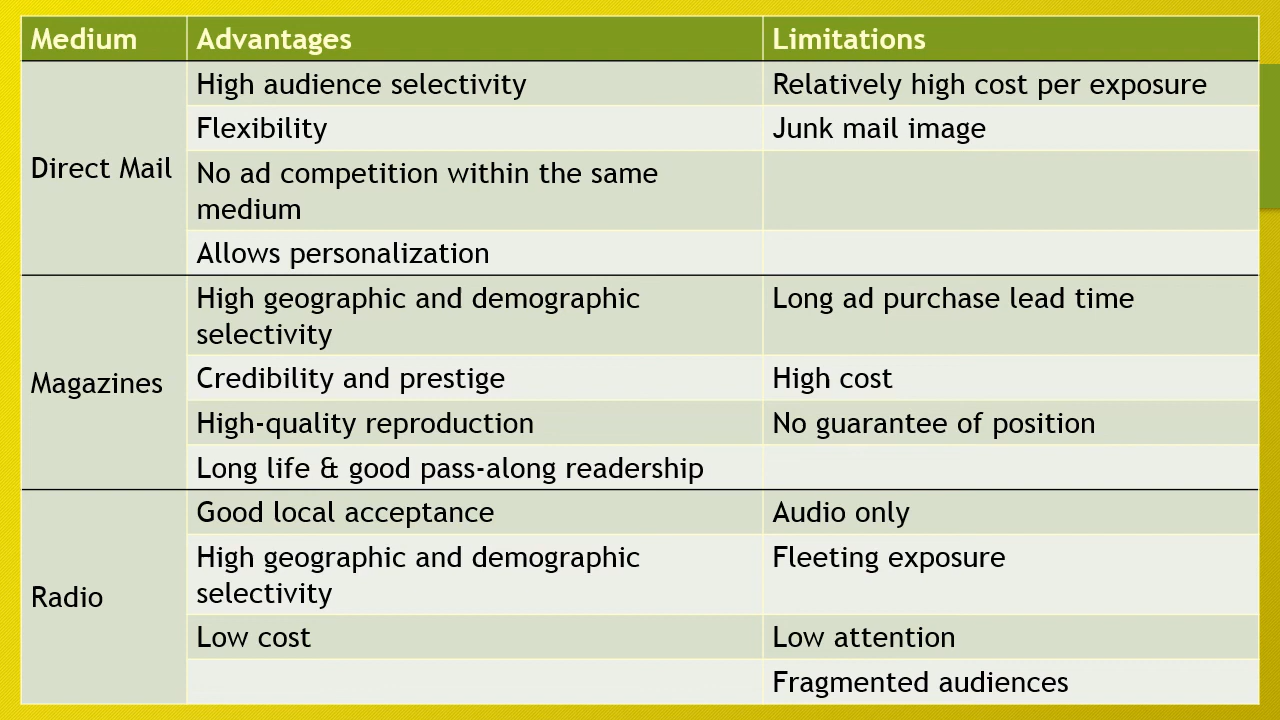 Medium Advantages Limitations
High audience selectivity Relatively high cost per exposure
Flexibility Junk mail image
Direct Mail
No ad competition within the same
medium
Allows personalization
High geographic and demographic Long ad purchase lead time
selectivity
Magazines
Credibility and prestige High cost
High-quality reproduction No guarantee of position
Long life & good pass-along readership
Good local acceptance Audio only
High geographic and demographic Fleeting exposure
selectivity
Radio
Low cost Low attention
Fragmented audiences